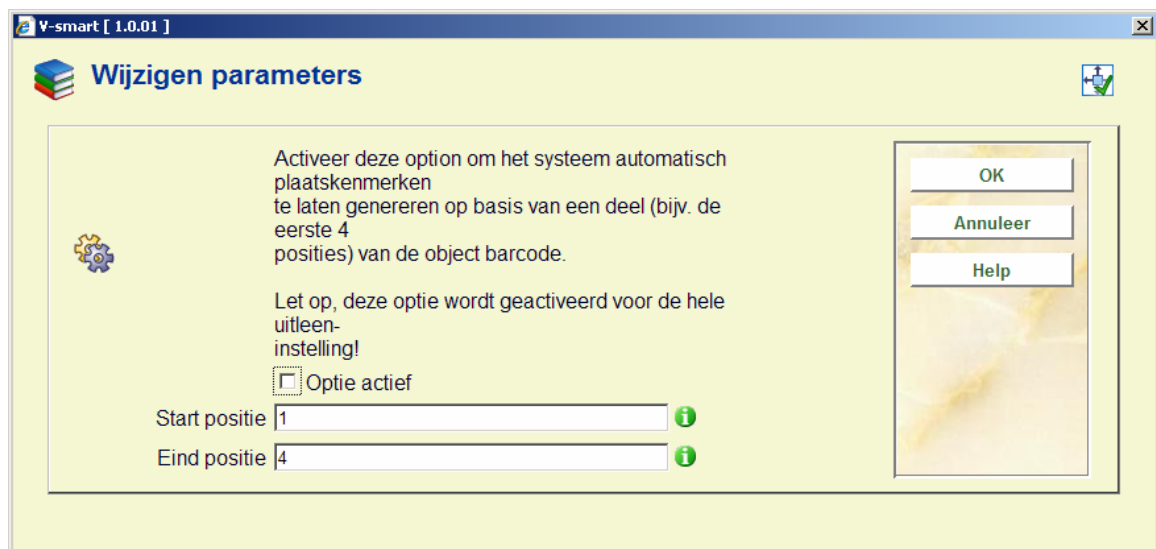 V-smart [ 1.0.01 ]
Wijzigen parameters
Activeer deze option om het systeem automatisch
plaatskenmerken
te laten genereren op basis van een deel (bijv. de
eerste 4
posities) van de object barcode.
Let op, deze optie wordt geactiveerd voor de hele
uitleen-
instelling!
Optie actief
Start positie 1
Eind positie 4
OK
Annuleer
Help